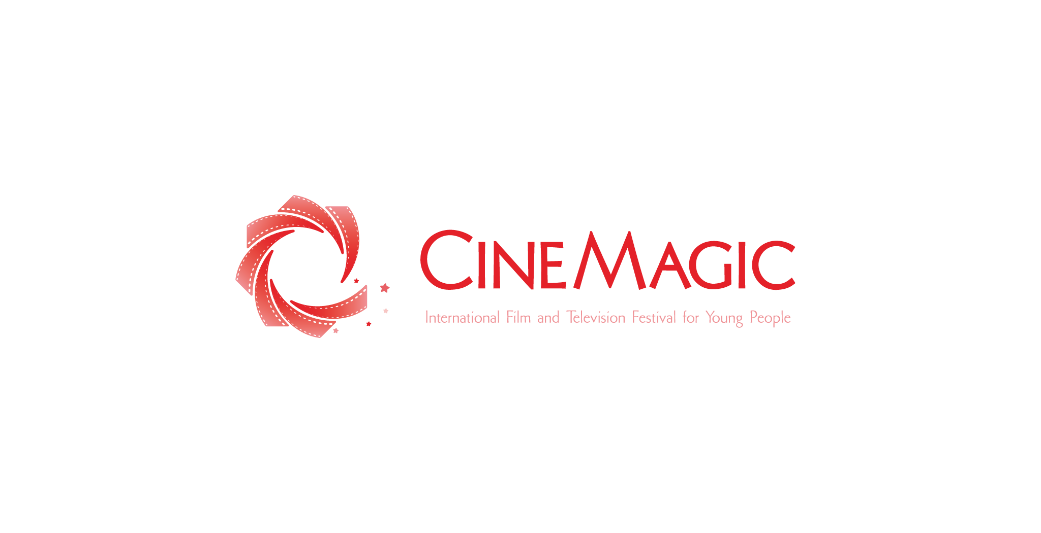 CINEMAGIC
International Film and Television Festival for Young People